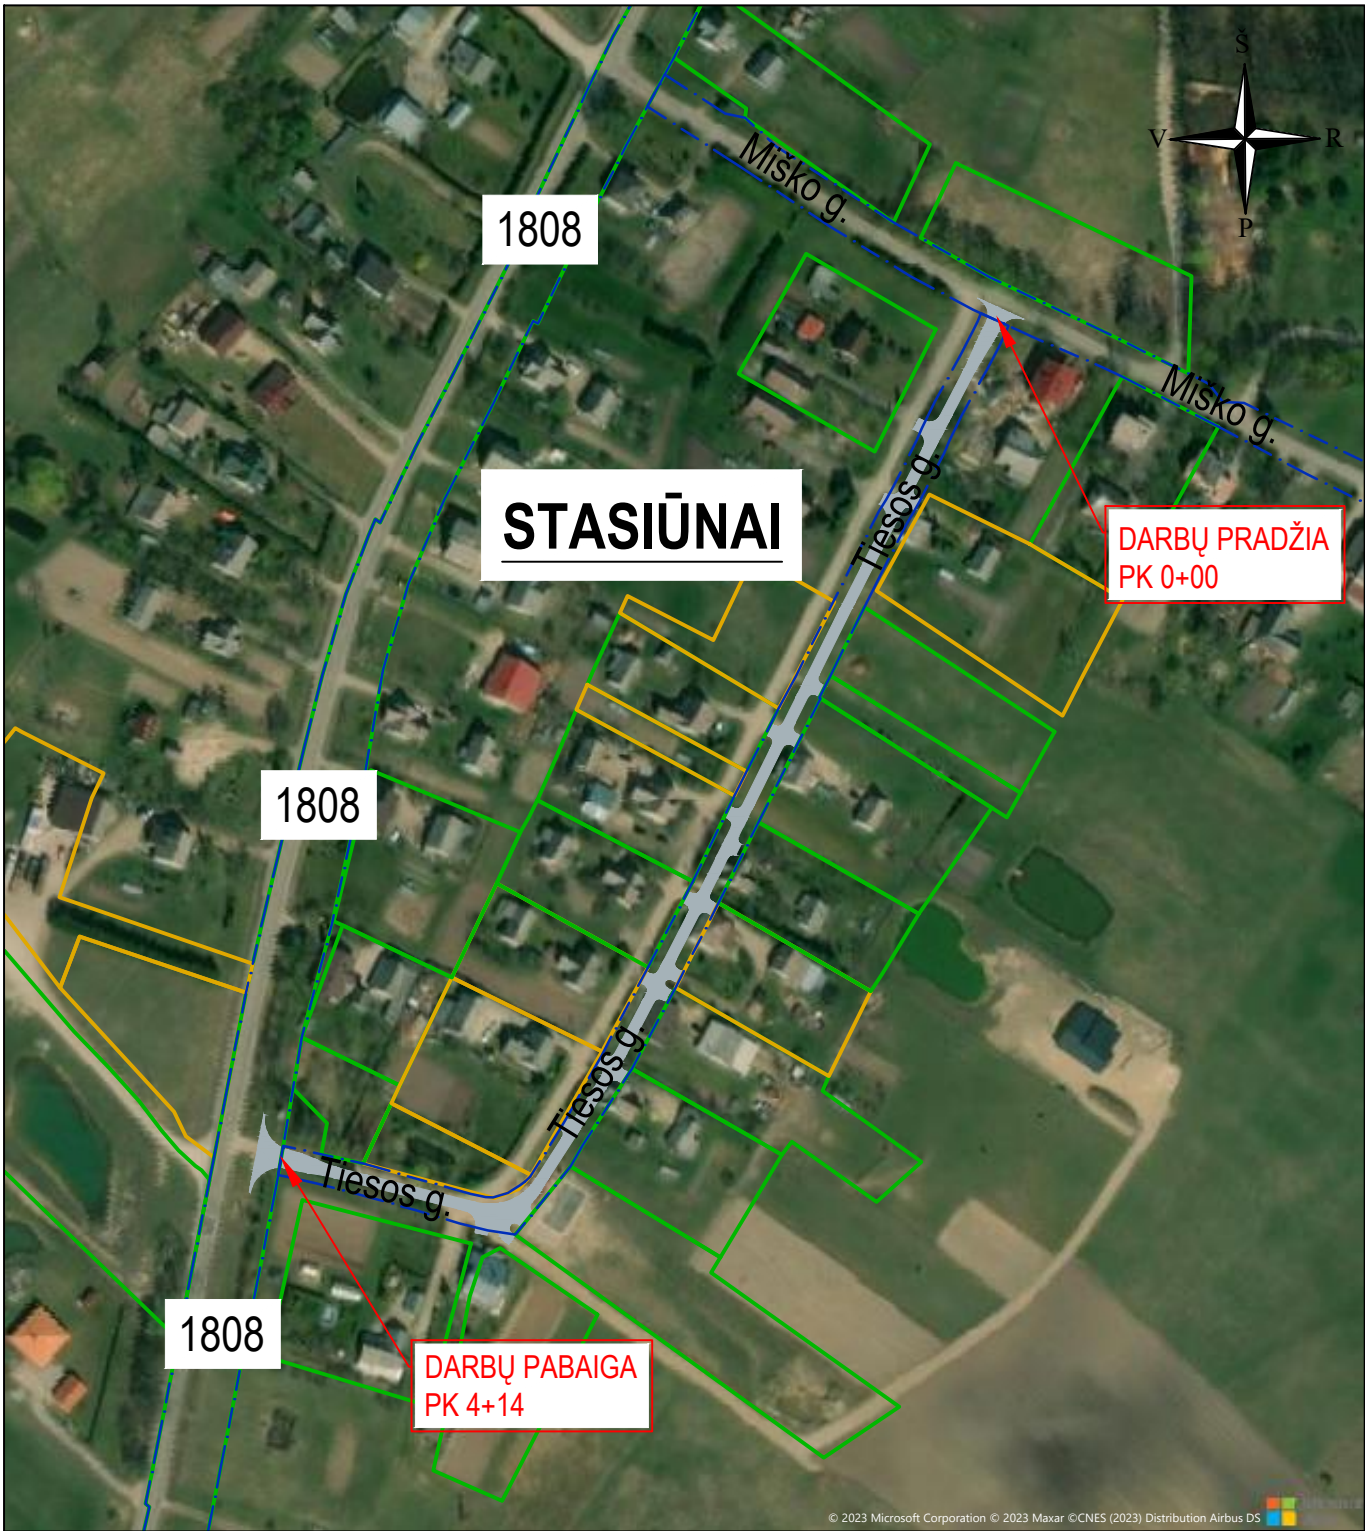 Š
V
R
P
Miško g.
1808
Miško g.
STASIŪNAI
Tiesos g.
DARBŲ PRADŽIA
PK 0+00
1808
Tiesos g.
Tiesos g.
1808
DARBŲ PABAIGA
PK 4+14
© 2023 Microsoft Corporation © 2023 Maxar ©CNES (2023) Distribution Airbus DS